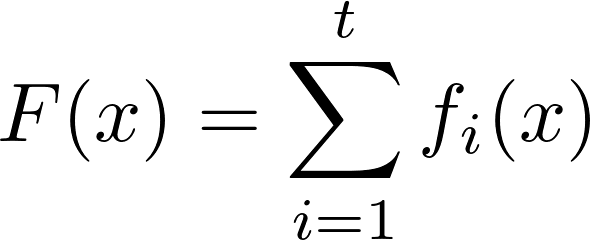 F(x) = \sum_{i=1}^{t} f_i(x)